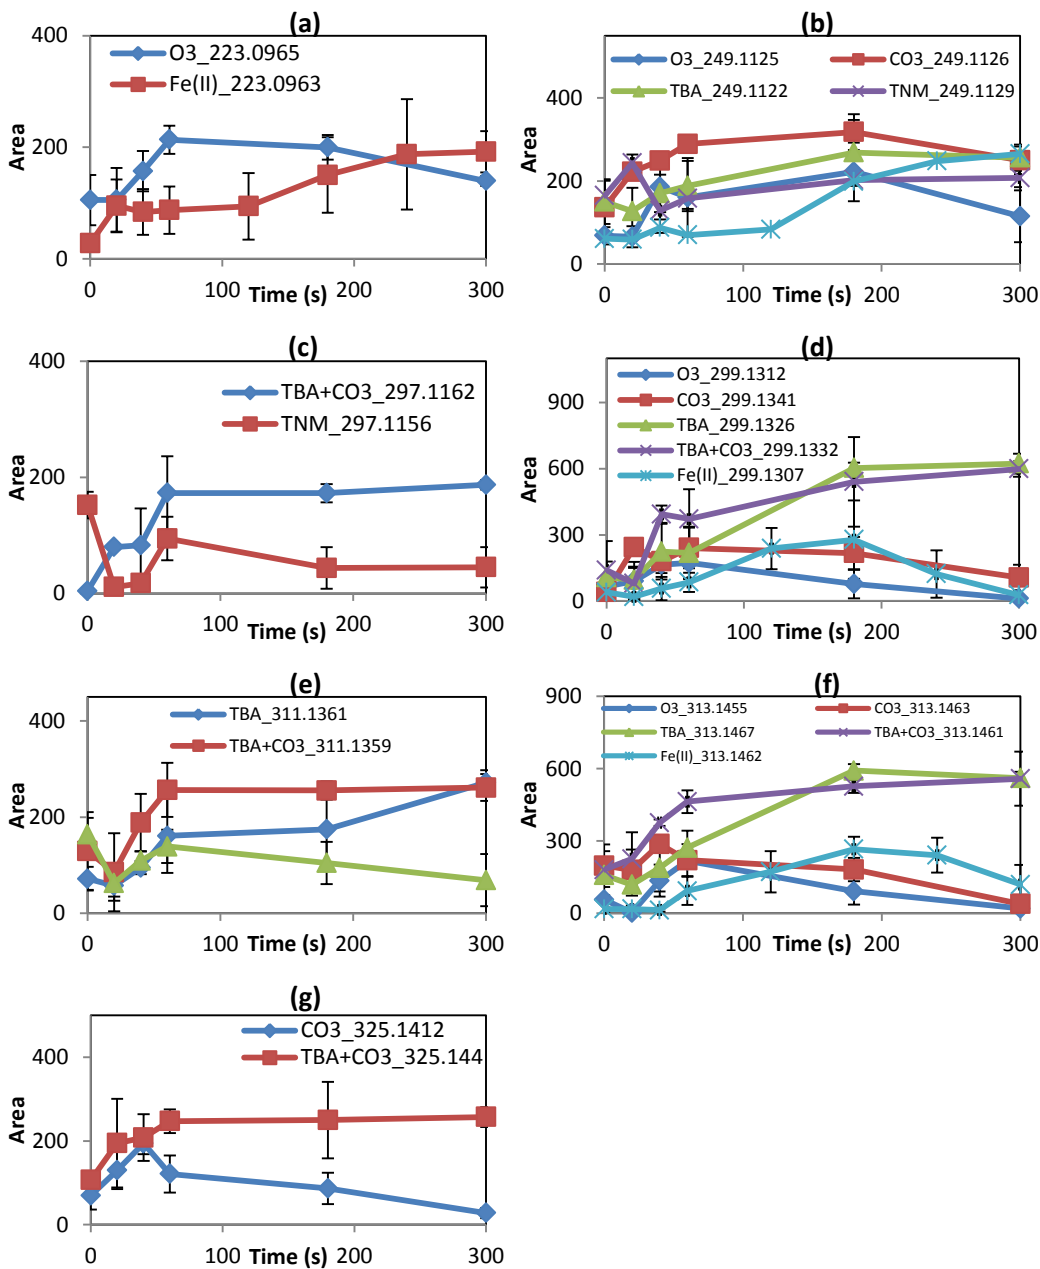 (a)
400
O3_223.0965
Fe(II)_223.0963
200
0
Area
0 100 200 300
Time (s)
(b)
O3_249.1125 CO3_249.1126
TBA_249.1122 TNM_249.1129
400
200
0
Area
0 100 200 300
Time (s)
(c)
400
TBA+CO3_297.1162
TNM_297.1156
200
0
Area
0 100 200 300
Time (s)
(d)
O3_299.1312
CO3_299.1341
TBA_299.1326
TBA+CO3_299.1332
Fe(II)_299.1307
900
600
300
0
Area
0 100 200 300
Time (s)
(e)
TBA_311.1361
TBA+CO3_311.1359
400
200
0
Area
0 100 200 300
Time (s)
(f)
900
O3_313.1455 CO3_313.1463
TBA_313.1467 TBA+CO3_313.1461
Fe(II)_313.1462
600
300
0
Area
0 100 200 300
Time (s)
(g)
CO3_325.1412
TBA+CO3_325.144
400
200
0
Area
0 100 200 300
Time (s)